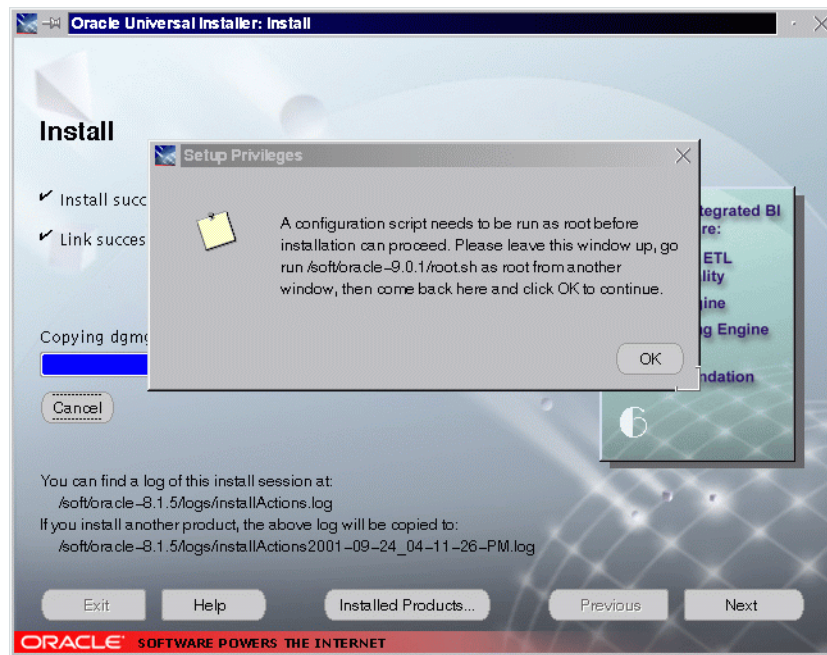 Oracle Universal Installer: Install
Install
Setup Privileges
Install succ
Link succes
A configuration script needs to be run as root before
installation can proceed. Please leave this window up, go
run /soft/oracle-9.0.1/root.sh as root from another
window, then come back here and click OK to continue.
OK
tegrated BI
re:
ETL
lity
jine
ig Engine
ndation
6
Copying dgm
Cancel
You can find a log of this install session at:
/soft/oracle-8.1.5/logs/installActions.log
If you install another product, the above log will be copied to:
/soft/oracle-8.1.5/logs/installActions2001-09-24_04-11-26-PM.log
Exit
Help
Installed Products...
Previous
Next
ORACLE SOFTWARE POWERS THE INTERNET